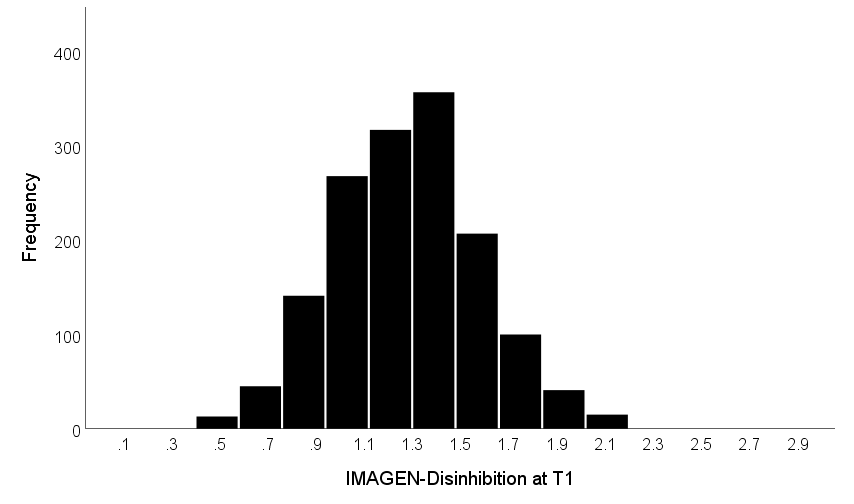 400
300
200
100
0
Frequency
.1 .3 .5 .7 .9 1.1 1.3 1.5 1.7 1.9 2.1 2.3 2.5 2.7 2.9
IMAGEN-Disinhibition at T1